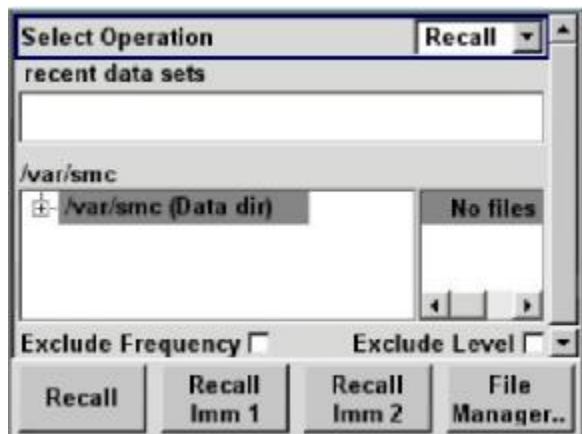 Select Operation Recall
recent data sets
/var/smc
/var/smc (Data dir) No files
Exclude Frequency Exclude Level
Recall Recall Imm 1 Recall Imm 2 File Manager..